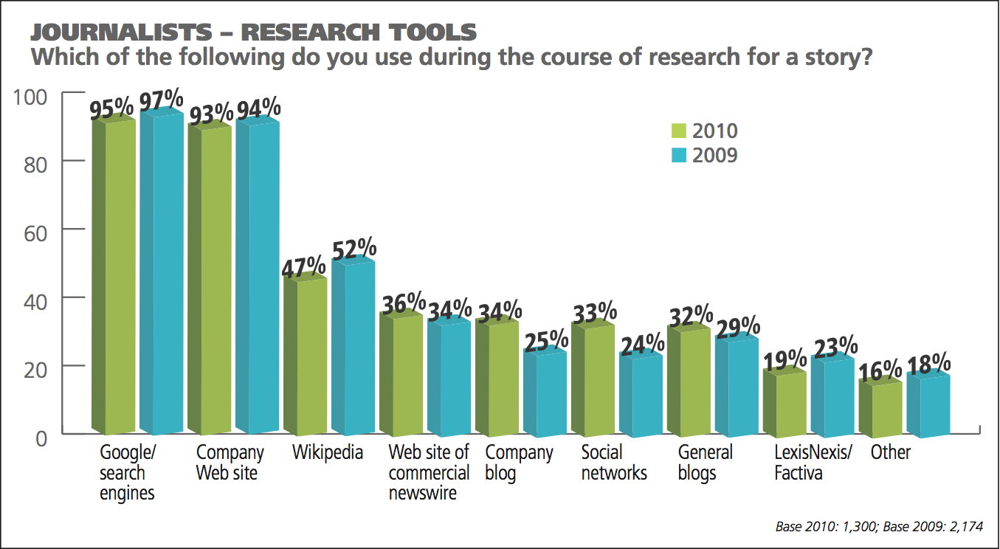 JOURNALISTS – RESEARCH TOOLS
Which of the following do you use during the course of research for a story?
100
80
60
40
20
0
95% 97% 93% 94% 47% 52% 36% 34% 34% 25% 33% 24% 32% 29% 19% 23% 16% 18%
2010
2009
Google/
search
engines
Company
Web site
Wikipedia
Web site of
commercial
newswire
Company
blog
Social
networks
General
blogs
LexisNexis/
Factiva
Other
Base 2010: 1,300; Base 2009: 2,174